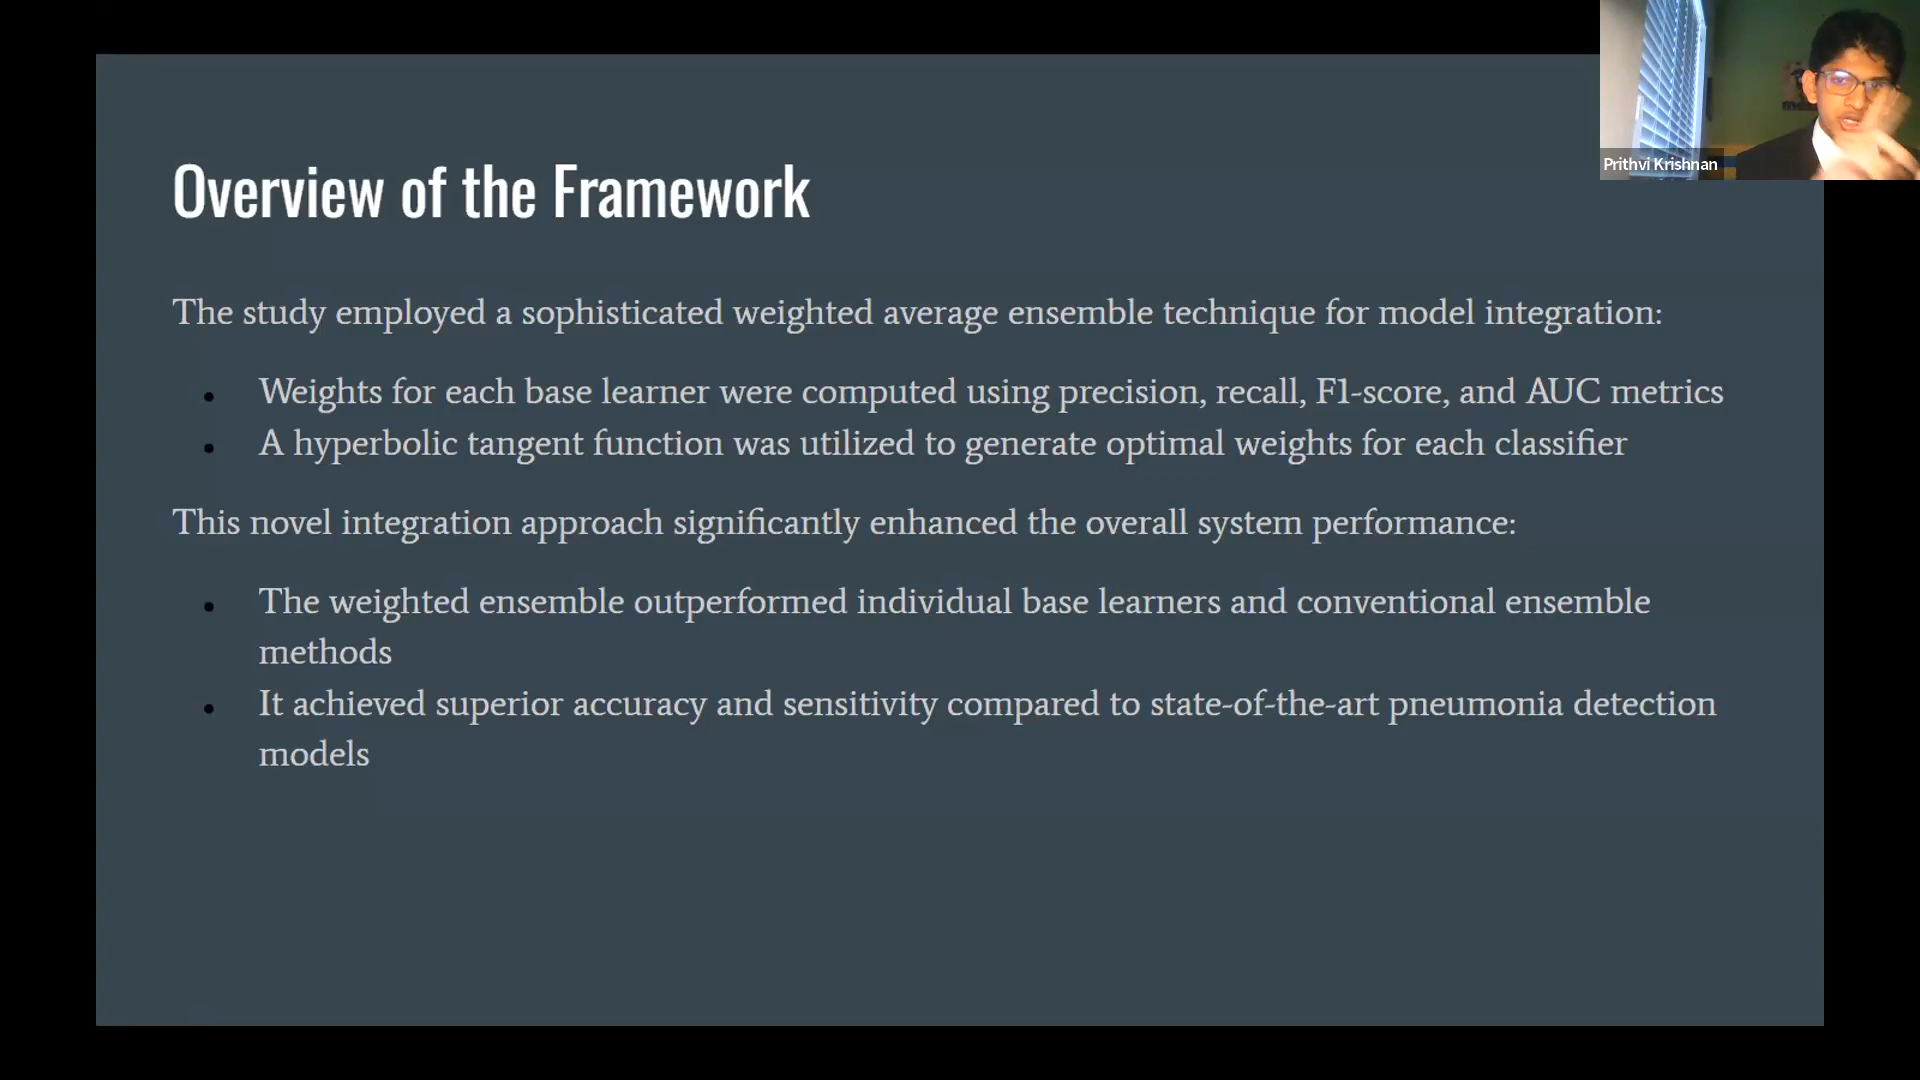 Prithvi Krishnan
Overview of the Framework
The study employed a sophisticated weighted average ensemble technique for model integration:
• Weights for each base learner were computed using precision, recall, F1-score, and AUC metrics
• A hyperbolic tangent function was utilized to generate optimal weights for each classifier
This novel integration approach significantly enhanced the overall system performance:
• The weighted ensemble outperformed individual base learners and conventional ensemble
methods
• It achieved superior accuracy and sensitivity compared to state-of-the-art pneumonia detection
models